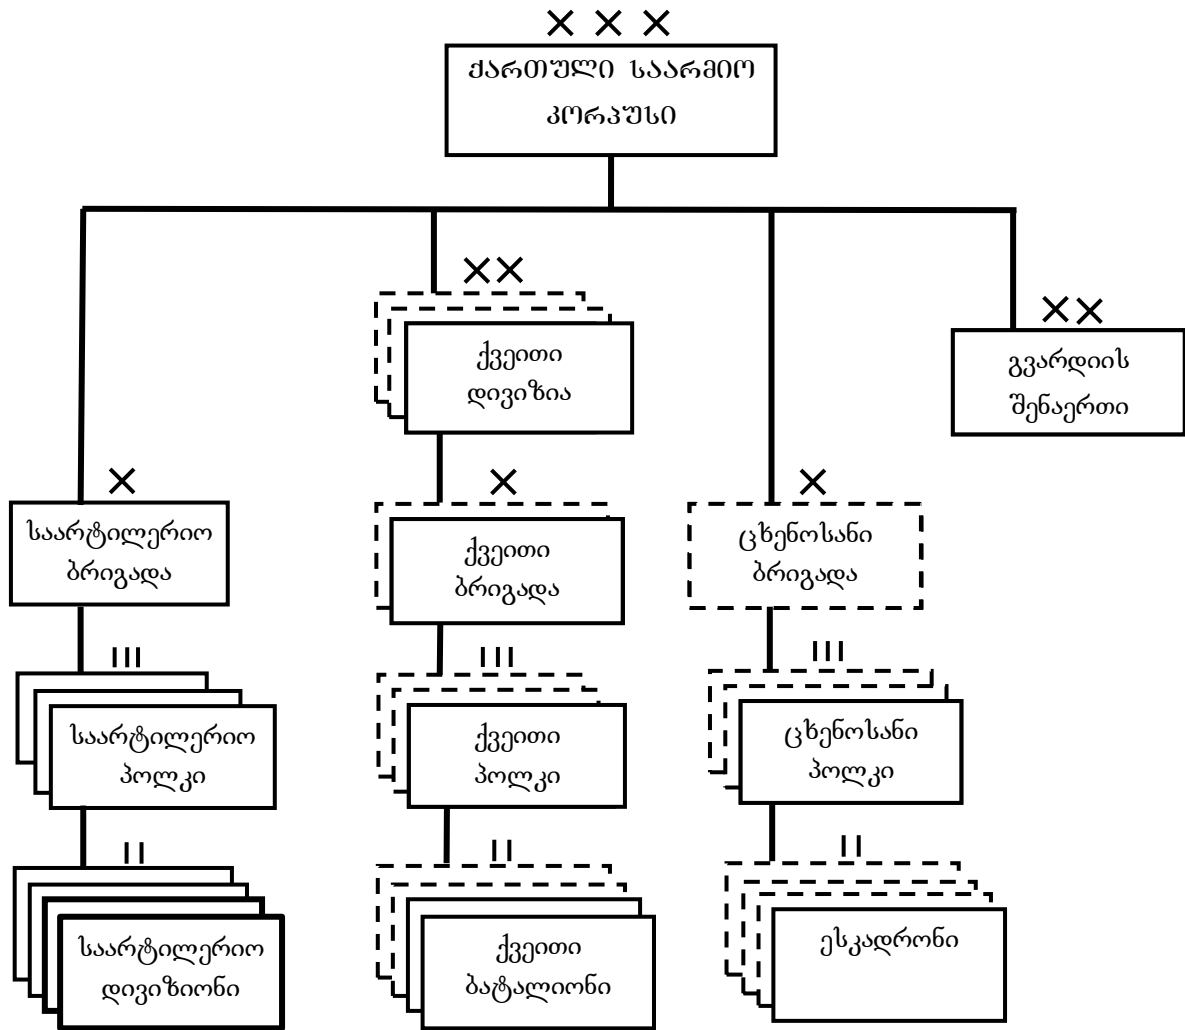 ქართული საარმიო
კორპუსი
ქვეითი
დივიზია
გვარდიის
შენაერთი
საარტილერიო
ბრიგადა
ქვეითი
ბრიგადა
ცხენოსანი
ბრიგადა
საარტილერიო
პოლკი
ქვეითი
პოლკი
ცხენოსანი
პოლკი
საარტილერიო
დივიზიონი
ქვეითი
ბატალიონი
ესკადრონი